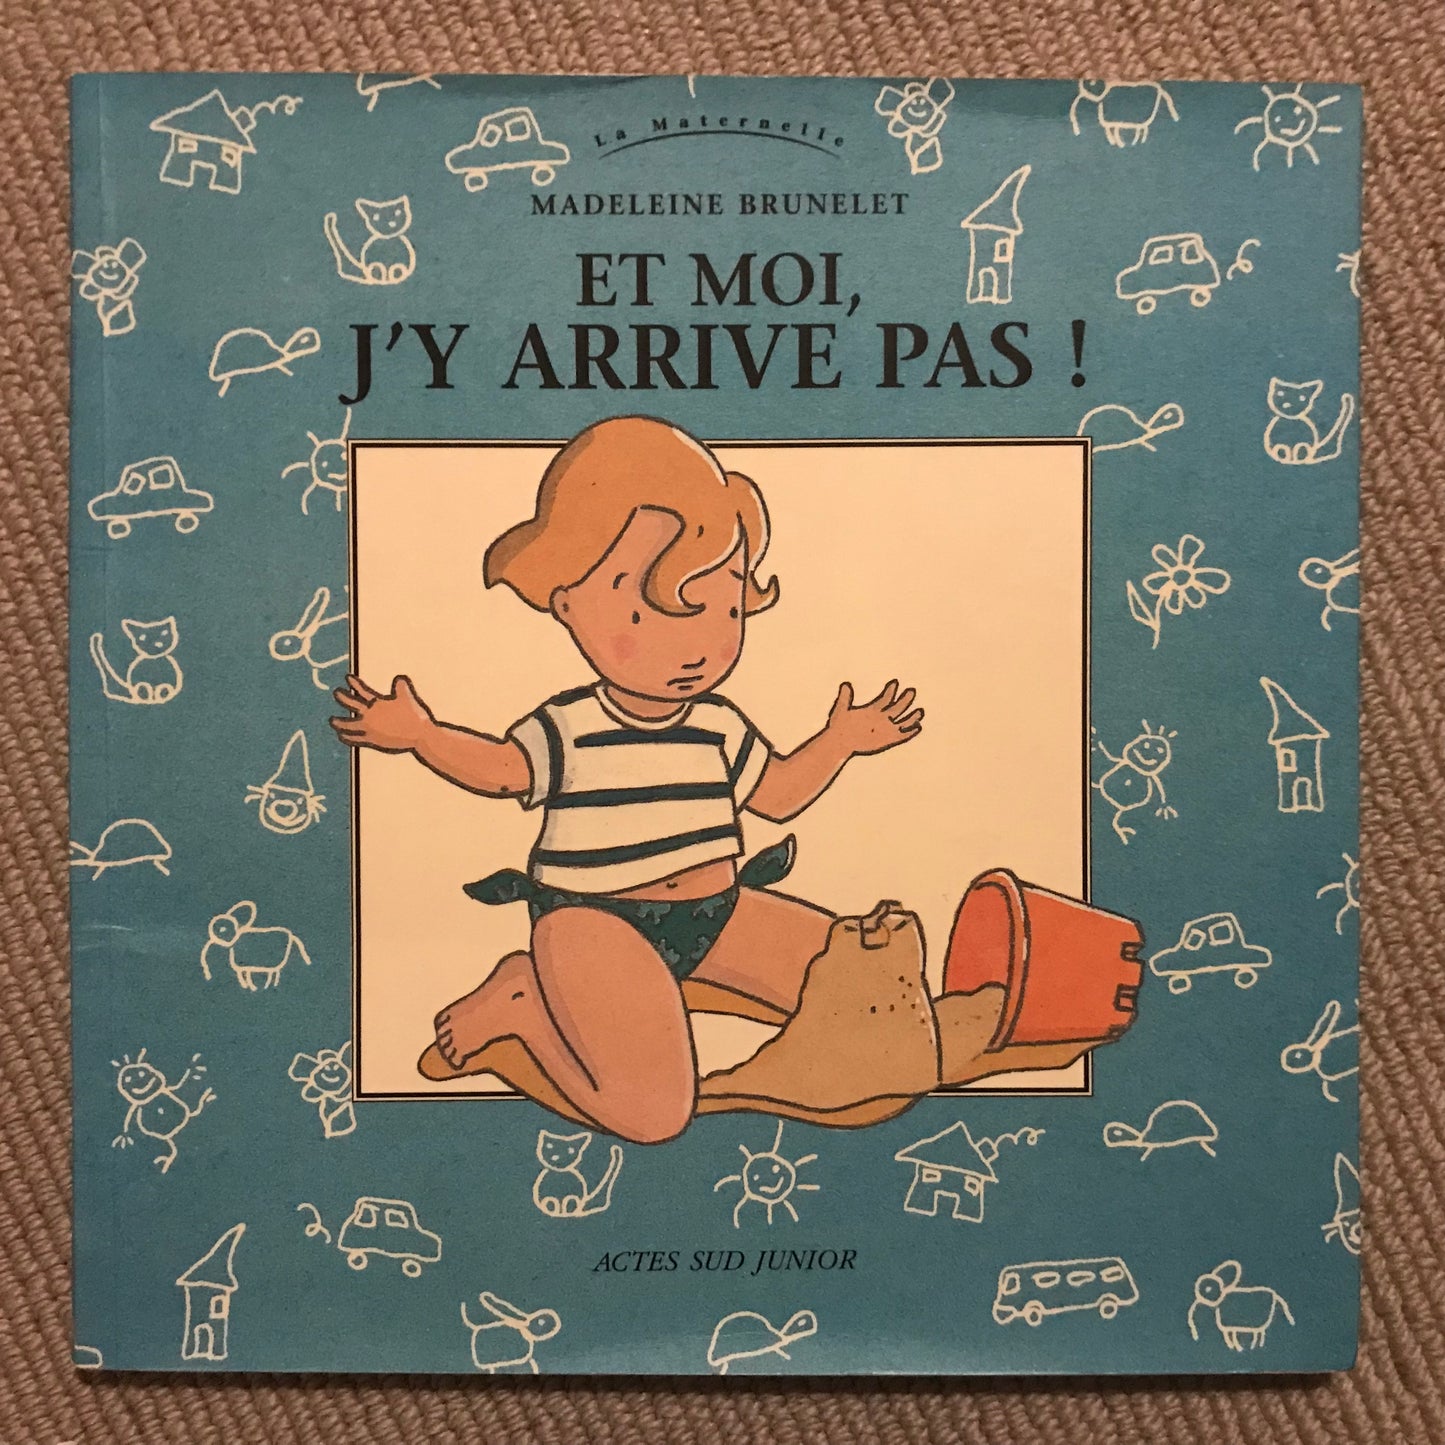 La Maternelle
MADELEINE BRUNELET
ET MOI,
J'Y ARRIVE PAS !
ACTES SUD JUNIOR